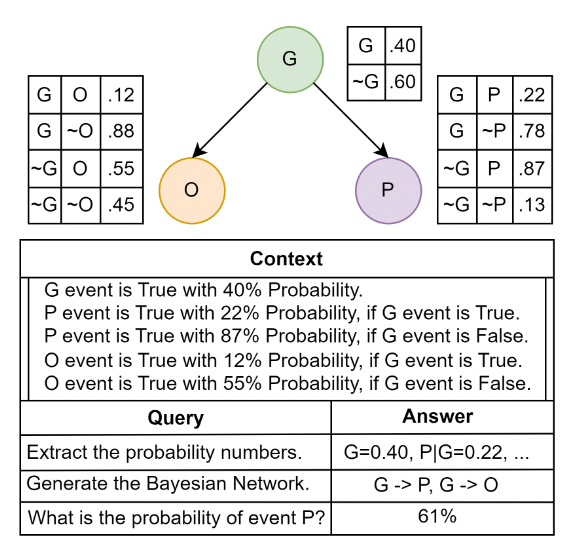 G
G .40
~G .60
G O .12
G ~O .88
~G O .55
~G ~O .45
G P .22
G ~P .78
~G P .87
~G ~P .13
O
P
Context
G event is True with 40% Probability.
P event is True with 22% Probability, if G event is True.
P event is True with 87% Probability, if G event is False.
O event is True with 12% Probability, if G event is True.
O event is True with 55% Probability, if G event is False.
Query Answer
Extract the probability numbers. G=0.40, P|G=0.22, ...
Generate the Bayesian Network. G -> P, G -> O
What is the probability of event P? 61%